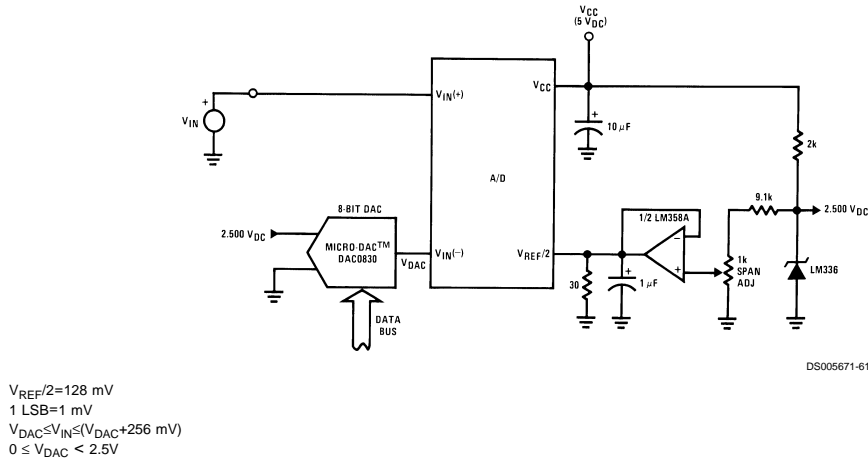 VCC
(5 VDC)
VIN(+)
VCC
+
VIN
+
10 µF
2k
A/D
8-BIT DAC
9.1k
1/2 LM358A
2.500 VDC
2.500 VDC
MICRO-DAC™
DAC0830
VDAC
VIN(−)
VREF/2
−
+
1k
SPAN
ADJ
LM336
30
+
1 µF
DATA
BUS
DS005671-61
VREF/2=128 mV
1 LSB=1 mV
VDAC≤VIN≤(VDAC+256 mV)
0 ≤ VDAC < 2.5V